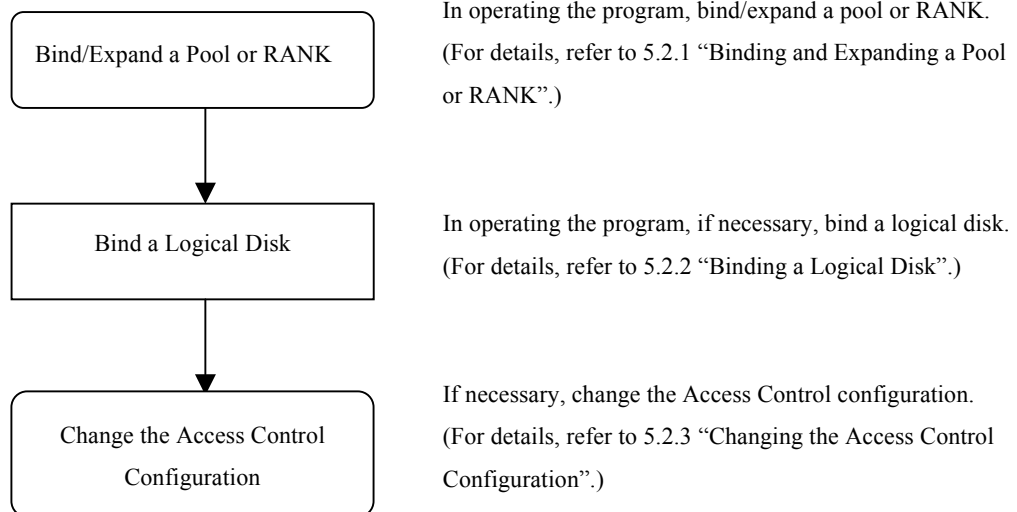 Bind/Expand a Pool or RANK
In operating the program, bind/expand a pool or RANK.
(For details, refer to 5.2.1 “Binding and Expanding a Pool
or RANK”.)
Bind a Logical Disk
In operating the program, if necessary, bind a logical disk.
(For details, refer to 5.2.2 “Binding a Logical Disk”.)
Change the Access Control
Configuration
If necessary, change the Access Control configuration.
(For details, refer to 5.2.3 “Changing the Access Control
Configuration”.)